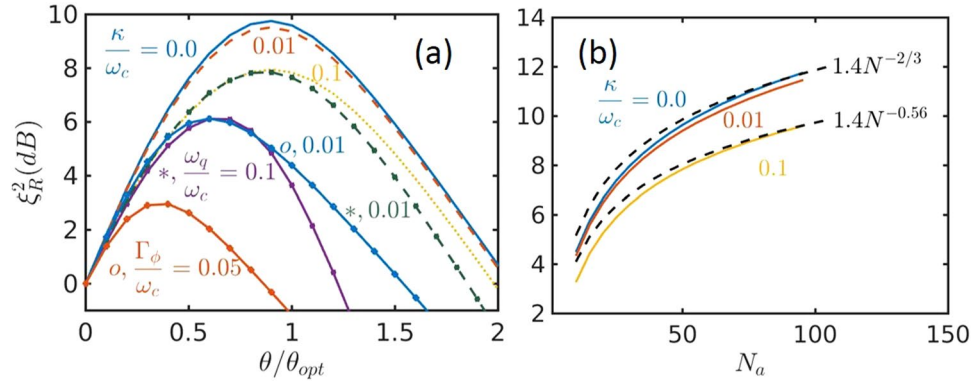 10
8
6
4
2
0
ξ²_R(dB)
0
0.5
1
1.5
2
θ/θ_opt
(a)
κ/ω_c = 0.0
0.01
0.1
o, 0.01
*, ω_q/ω_c = 0.1
*, 0.01
o, Γ_ϕ/ω_c = 0.05
14
12
10
8
6
4
2
50
100
150
N_a
(b)
κ/ω_c = 0.0
0.01
0.1
1.4N^{-2/3}
1.4N^{-0.56}